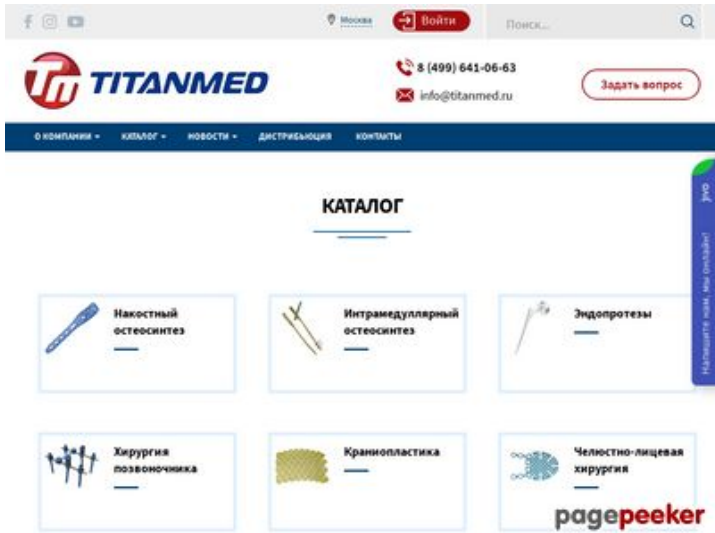 Москва
Войти
Поиск...
Tm TITANMED
8 (499) 641-06-63
info@titanmed.ru
Задать вопрос
О КОМПАНИИ
КАТАЛОГ
НОВОСТИ
ДИСТРИБЬЮЦИЯ
КОНТАКТЫ
КАТАЛОГ
Накостный
остеосинтез
Интрамедуллярный
остеосинтез
Эндопротезы
Хирургия
позвоночника
Краниопластика
Челюстно-лицевая
хирургия
Напишите нам, мы онлайн!
jivo
pagepeeker